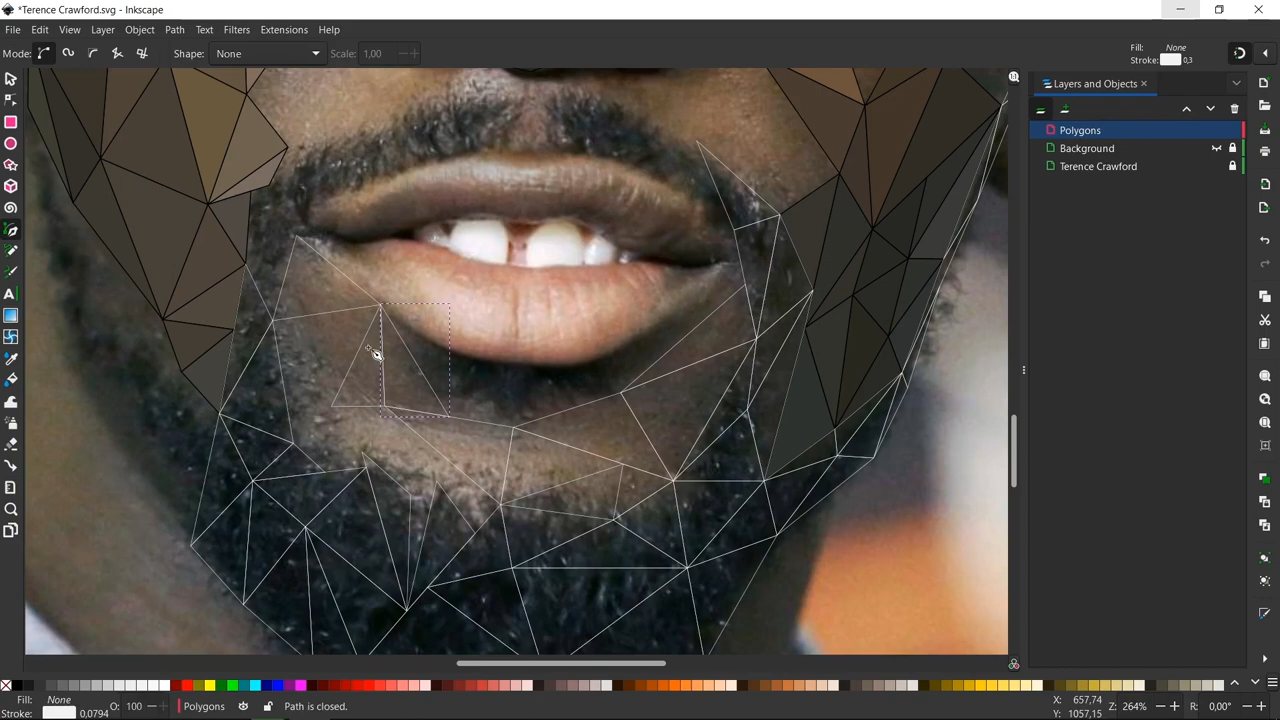 *Terence Crawford.svg - Inkscape
File Edit View Layer Object Path Text Filters Extensions Help
Mode: Shape: None Scale: 1,00 Fill: None
Stroke: 0,3
Layers and Objects
Polygons
Background
Terence Crawford
Fill: None
Stroke: 0,0794 O: 100 Polygons Path is closed. X: 657,74
Y: 1057,15 Z: 264% R: 0,00°